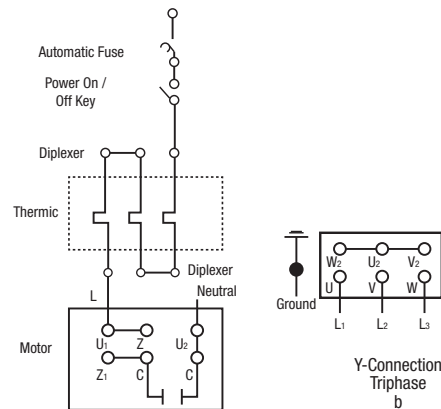 Automatic Fuse
Power On /
Off Key
Diplexer
Thermic
Diplexer
L
Neutral
Motor
U1
Z
U2
Z1
C
C
Ground
W2
U2
V2
U
V
W
L1
L2
L3
Y-Connection
Triphase
b